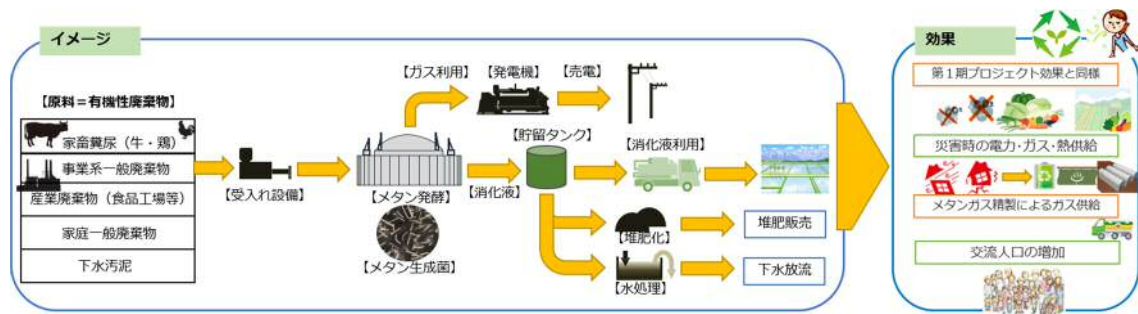 イメージ
【原料＝有機性廃棄物】
家畜糞尿（牛・鶏）
事業系一般廃棄物
産業廃棄物（食品工場等）
家庭一般廃棄物
下水汚泥
【受入れ設備】
【ガス利用】
【発電機】
【売電】
【メタン発酵】
【メタン生成菌】
【消化液】
【貯留タンク】
【消化液利用】
【堆肥化】
堆肥販売
【水処理】
下水放流
効果
第１期プロジェクト効果と同様
災害時の電力・ガス・熱供給
メタンガス精製によるガス供給
交流人口の増加